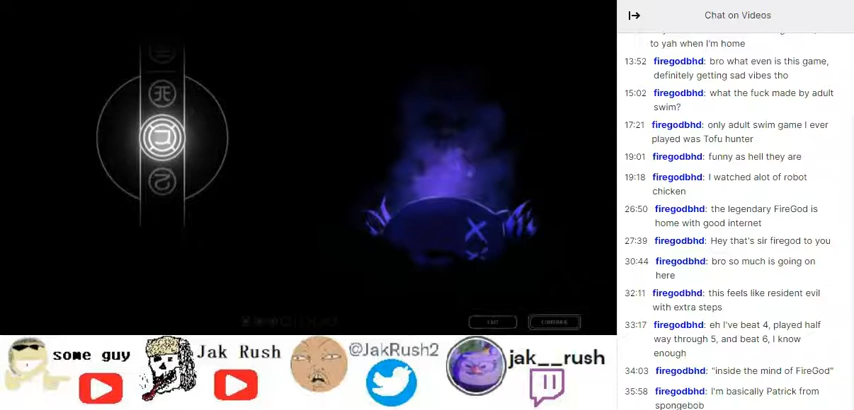 Chat on Videos
to yah when I'm home
13:52 firegodbhd: bro what even is this game,
definitely getting sad vibes tho
15:02 firegodbhd: what the fuck made by adult
swim?
17:21 firegodbhd: only adult swim game I ever
played was Tofu hunter
19:01 firegodbhd: funny as hell they are
19:18 firegodbhd: I watched alot of robot
chicken
26:50 firegodbhd: the legendary FireGod is
home with good internet
27:39 firegodbhd: Hey that's sir firegod to you
30:44 firegodbhd: bro so much is going on
here
32:11 firegodbhd: this feels like resident evil
with extra steps
33:17 firegodbhd: eh I've beat 4, played half
way through 5, and beat 6, I know
enough
34:03 firegodbhd: "inside the mind of FireGod"
35:58 firegodbhd: I'm basically Patrick from
spongebob
some guy
Jak Rush
@JakRush2
jak__rush